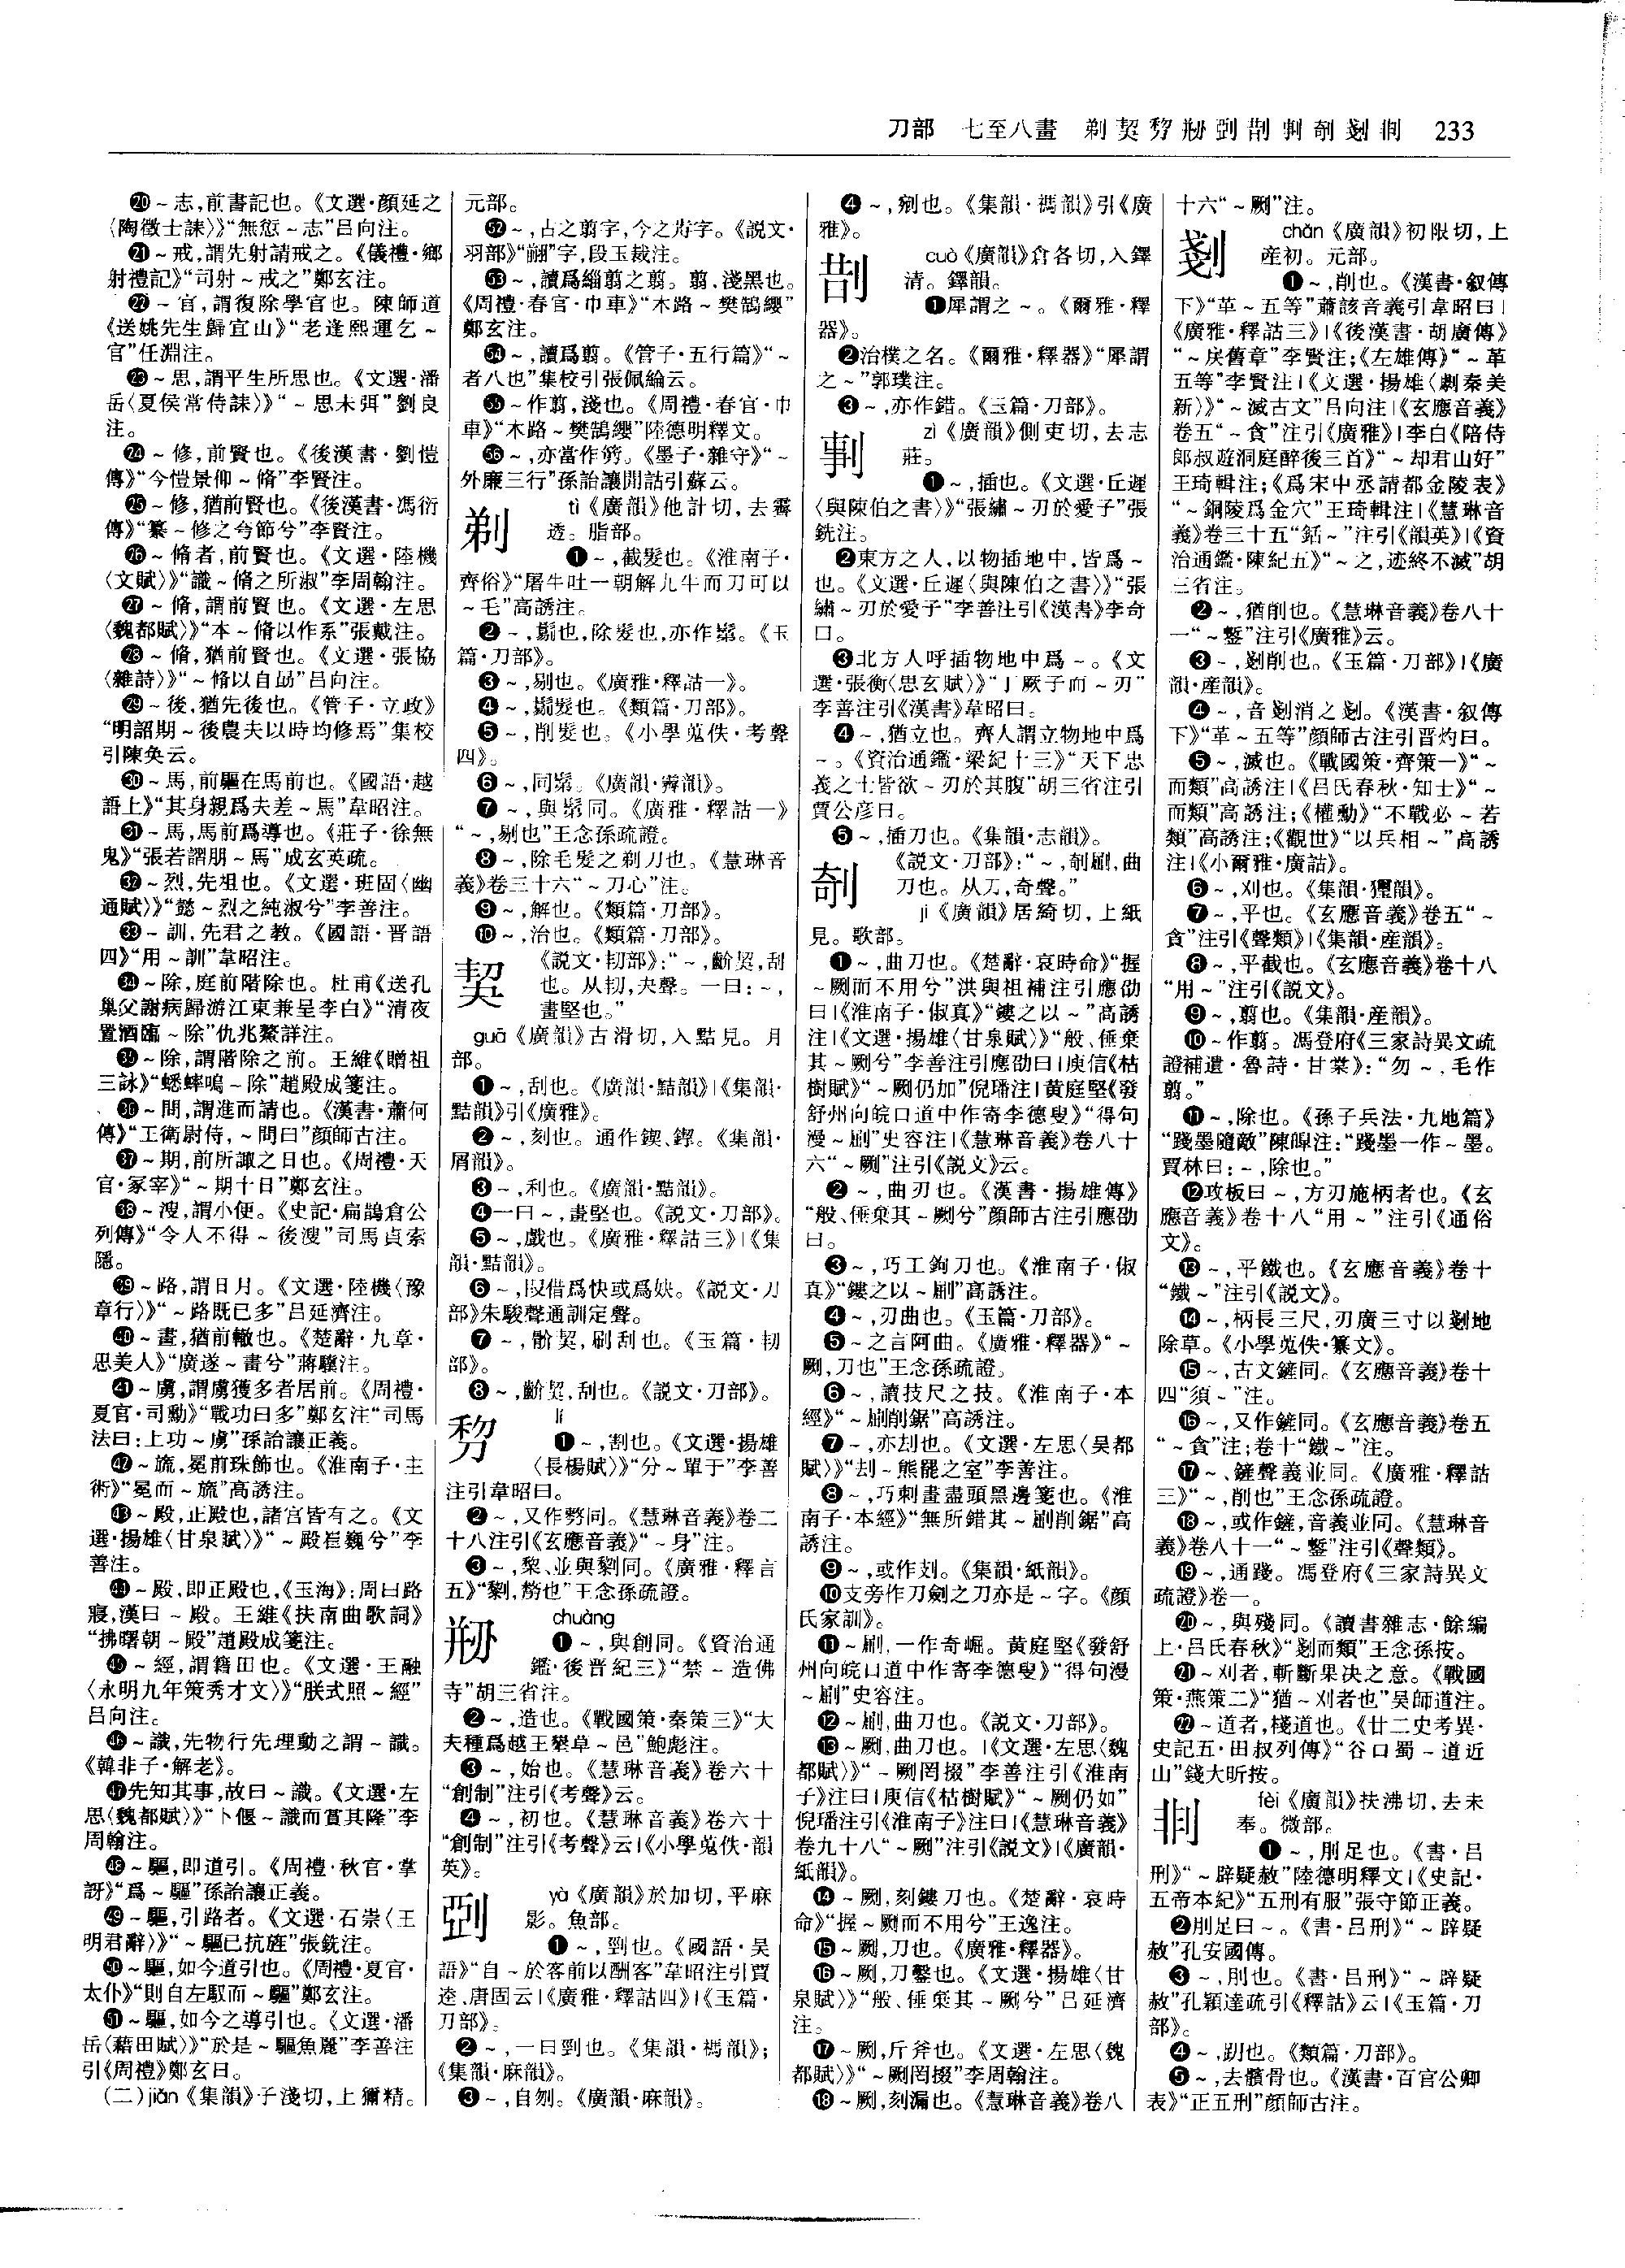 刀部　七至八畫　剃㓶剓剏剄剒剚剞剗剕　233
⑳～志,前書記也。《文選·顔延之
〈陶徵士誄〉》“無愆～志”吕向注。
㉑～戒,謂先射請戒之。《儀禮·鄉
射禮記》“司射～戒之”鄭玄注。
㉒～官,謂復除學官也。陳師道
《送姚先生歸宜山》“老逢熙運乞～
官”任淵注。
㉓～思,謂平生所思也。《文選·潘
岳〈夏侯常侍誄〉》“～思未弭”劉良
注。
㉔～修,前賢也。《後漢書·劉愷
傳》“今愷景仰～脩”李賢注。
㉕～修,猶前賢也。《後漢書·馮衍
傳》“纂～修之夸節兮”李賢注。
㉖～脩者,前賢也。《文選·陸機
〈文賦〉》“識～脩之所淑”李周翰注。
㉗～脩,謂前賢也。《文選·左思
〈魏都賦〉》“本～脩以作系”張載注。
㉘～脩,猶前賢也。《文選·張協
〈雜詩〉》“～脩以自勗”吕向注。
㉙～後,猶先後也。《管子·立政》
“明詔期～後農夫以時均修焉”集校
引陳奂云。
㉚～馬,前驅在馬前也。《國語·越
語上》“其身親爲夫差～馬”韋昭注。
㉛～馬,馬前爲導也。《莊子·徐無
鬼》“張若謵朋～馬”成玄英疏。
㉜～烈,先祖也。《文選·班固〈幽
通賦〉》“懿～烈之純淑兮”李善注。
㉝～訓,先君之教。《國語·晋語
四》“用～訓”韋昭注。
㉞～除,庭前階除也。杜甫《送孔
巢父謝病歸游江東兼呈李白》“清夜
置酒臨～除”仇兆鰲詳注。
㉟～除,謂階除之前。王維《贈祖
三詠》“蟋蟀鳴～除”趙殿成箋注。
㊱～間,謂進而請也。《漢書·蕭何
傳》“王衛尉侍,～間曰”顔師古注。
㊲～期,前所諏之日也。《周禮·天
官·冢宰》“～期十日”鄭玄注。
㊳～溲,謂小便。《史記·扁鵲倉公
列傳》“令人不得～後溲”司馬貞索
隱。
㊴～路,謂日月。《文選·陸機〈豫
章行〉》“～路既已多”吕延濟注。
㊵～畫,猶前轍也。《楚辭·九章·
思美人》“廣遂～畫兮”蔣驥注。
㊶～虜,謂虜獲多者居前。《周禮·
夏官·司勳》“戰功曰多”鄭玄注“司馬
法曰:上功～虜”孫詒讓正義。
㊷～旒,冕前珠飾也。《淮南子·主
術》“冕而～旒”高誘注。
㊸～殿,正殿也,諸宫皆有之。《文
選·揚雄〈甘泉賦〉》“～殿崔巍兮”李
善注。
㊹～殿,即正殿也,《玉海》:周曰路
寢,漢曰～殿。王維《扶南曲歌詞》
“拂曙朝～殿”趙殿成箋注。
㊺～經,謂籍田也。《文選·王融
〈永明九年策秀才文〉》“朕式照～經”
吕向注。
㊻～識,先物行先理動之謂～識。
《韓非子·解老》。
㊼先知其事,故曰～識。《文選·左
思〈魏都賦〉》“卜偃～識而賞其隆”李
周翰注。
㊽～驅,即道引。《周禮·秋官·掌
訝》“爲～驅”孫詒讓正義。
㊾～驅,引路者。《文選·石崇〈王
明君辭〉》“～驅已抗旌”張銑注。
㊿～驅,如今道引也。《周禮·夏官·
太仆》“則自左馭而～驅”鄭玄注。
51～驅,如今之導引也。《文選·潘
岳〈藉田賦〉》“於是～驅魚麗”李善注
引《周禮》鄭玄曰。
(二)jiǎn《集韻》子淺切,上獮精。
元部。
52～,古之翦字,今之歬字。《説文·
羽部》“翦”字,段玉裁注。
53～,讀爲緇翦之翦。翦,淺黑也。
《周禮·春官·巾車》“木路～樊鵠纓”
鄭玄注。
54～,讀爲翦。《管子·五行篇》“～
者八也”集校引張佩綸云。
55～作翦,淺也。《周禮·春官·巾
車》“木路～樊鵠纓”陸德明釋文。
56～,亦當作㔑。《墨子·雜守》“～
外廉三行”孫詒讓閒詁引蘇云。
剃
tì《廣韻》他計切,去霽
透。脂部。
❶～,截髮也。《淮南子·
齊俗》“屠牛吐一朝解九牛而刀可以
～毛”高誘注。
❷～,鬀也,除髮也,亦作鬀。《玉
篇·刀部》。
❸～,剔也。《廣雅·釋詁一》。
❹～,鬀髮也。《類篇·刀部》。
❺～,削髮也。《小學蒐佚·考聲
四》。
❻～,同鬀。《廣韻·霽韻》。
❼～,與鬀同。《廣雅·釋詁一》
“～,剔也”王念孫疏證。
❽～,除毛髮之剃刀也。《慧琳音
義》卷三十六“～刀心”注。
❾～,解也。《類篇·刀部》。
❿～,治也。《類篇·刀部》。
㓶
《説文·㓞部》:“～,齘㓶,刮
也。从㓞,夬聲。一曰:～,
畫堅也。”
guā《廣韻》古滑切,入黠見。月
部。
❶～,刮也。《廣韻·黠韻》|《集韻·
黠韻》引《廣雅》。
❷～,刻也。通作鍥、鍥。《集韻·
屑韻》。
❸～,利也。《廣韻·黠韻》。
❹一曰～,畫堅也。《説文·刀部》。
❺～,戲也。《廣雅·釋詁三》|《集
韻·黠韻》。
❻～,叚借爲快或爲妜。《説文·刀
部》朱駿聲通訓定聲。
❼～,齘契,刷刮也。《玉篇·㓞
部》。
❽～,齘㓶,刮也。《説文·刀部》。
剓
lí
❶～,割也。《文選·揚雄
〈長楊賦〉》“分～單于”李善
注引韋昭曰。
❷～,又作劙同。《慧琳音義》卷二
十八注引《玄應音義》“～身”注。
❸～,黎、並與剺同。《廣雅·釋言
五》“剺,㓸也”王念孫疏證。
剏
chuàng
❶～,與創同。《資治通
鑑·後晋紀三》“禁～造佛
寺”胡三省注。
❷～,造也。《戰國策·秦策三》“大
夫種爲越王墾草～邑”鮑彪注。
❸～,始也。《慧琳音義》卷六十
“創制”注引《考聲》云。
❹～,初也。《慧琳音義》卷六十
“創制”注引《考聲》云|《小學蒐佚·韻
英》。
yà《廣韻》於加切,平麻
影。魚部。
❶～,剄也。《國語·吴
語》“自～於客前以酬客”韋昭注引賈
逵、唐固云|《廣雅·釋詁四》|《玉篇·
刀部》。
❷～,一曰剄也。《集韻·禡韻》;
《集韻·麻韻》。
❸～,自刎。《廣韻·麻韻》。
❹～,剜也。《集韻·禡韻》引《廣
雅》。
剒
cuò《廣韻》倉各切,入鐸
清。鐸韻。
❶犀謂之～。《爾雅·釋
器》。
❷治樸之名。《爾雅·釋器》“犀謂
之～”郭璞注。
❸～,亦作錯。《玉篇·刀部》。
剚
zì《廣韻》側吏切,去志
莊。
❶～,插也。《文選·丘遲
〈與陳伯之書〉》“張繡～刃於愛子”張
銑注。
❷東方之人,以物插地中,皆爲～
也。《文選·丘遲〈與陳伯之書〉》“張
繡～刃於愛子”李善注引《漢書》李奇
曰。
❸北方人呼插物地中爲～。《文
選·張衡〈思玄賦〉》“丁厥子而～刃”
李善注引《漢書》韋昭曰。
❹～,猶立也。齊人謂立物地中爲
～。《資治通鑑·梁紀十三》“天下忠
義之士皆欲～刃於其腹”胡三省注引
賈公彦曰。
❺～,插刀也。《集韻·志韻》。
剞
《説文·刀部》:“～,剞劂,曲
刀也。从刀,奇聲。”
jī《廣韻》居綺切,上紙
見。歌部。
❶～,曲刀也。《楚辭·哀時命》“握
～劂而不用兮”洪興祖補注引應劭
曰|《淮南子·俶真》“鏤之以～”高誘
注|《文選·揚雄〈甘泉賦〉》“般、倕棄
其～劂兮”李善注引應劭曰|庾信《枯
樹賦》“～劂仍加”倪璠注|黄庭堅《發
舒州向皖口道中作寄李德叟》“得句
漫～劂”史容注|《慧琳音義》卷八十
六“～劂”注引《説文》云。
❷～,曲刃也。《漢書·揚雄傳》
“般、倕棄其～劂兮”顔師古注引應劭
曰。
❸～,巧工鉤刀也。《淮南子·俶
真》“鏤之以～剧”高誘注。
❹～,刃曲也。《玉篇·刀部》。
❺～之言阿曲。《廣雅·釋器》“～
劂,刀也”王念孫疏證。
❻～,讀技尺之技。《淮南子·本
經》“～剧削鋸”高誘注。
❼～,亦刦也。《文選·左思〈吴都
賦〉》“刦～熊羆之室”李善注。
❽～,巧刺畫盡頭黑邊箋也。《淮
南子·本經》“無所錯其～剧削鋸”高
誘注。
❾～,或作㓨。《集韻·紙韻》。
❿支旁作刀劍之刀亦是～字。《顔
氏家訓》。
⓫～劂,一作奇崛。黄庭堅《發舒
州向皖口道中作寄李德叟》“得句漫
～劂”史容注。
⓬～劂,曲刀也。《説文·刀部》。
⓭～劂,曲刀也。|《文選·左思〈魏
都賦〉》“～劂罔掇”李善注引《淮南
子》注曰|庾信《枯樹賦》“～劂仍如”
倪璠注引《淮南子》注曰|《慧琳音義》
卷九十八“～劂”注引《説文》|《廣韻·
紙韻》。
⓮～劂,刻鏤刀也。《楚辭·哀時
命》“握～劂而不用兮”王逸注。
⓯～劂,刀也。《廣雅·釋器》。
⓰～劂,刀鑿也。《文選·揚雄〈甘
泉賦〉》“般、倕棄其～劂兮”吕延濟
注。
⓱～劂,斤斧也。《文選·左思〈魏
都賦〉》“～劂罔掇”李周翰注。
⓲～劂,刻漏也。《慧琳音義》卷八
十六“～劂”注。
剗
chǎn《廣韻》初限切,上
産初。元部。
❶～,削也。《漢書·叙傳
下》“革～五等”蕭該音義引韋昭曰|
《廣雅·釋詁三》|《後漢書·胡廣傳》
“～戾舊章”李賢注;《左雄傳》“～革
五等”李賢注|《文選·揚雄〈劇秦美
新〉》“～滅古文”吕向注|《玄應音義》
卷五“～貪”注引《廣雅》|李白《陪侍
郎叔遊洞庭醉後三首》“～却君山好”
王琦輯注;《爲宋中丞請都金陵表》
“～銅陵爲金穴”王琦輯注|《慧琳音
義》卷三十五“銛～”注引《韻英》|《資
治通鑑·陳紀五》“～之,迹終不滅”胡
三省注。
❷～,猶削也。《慧琳音義》卷八十
一“～鏨”注引《廣雅》云。
❸～,剗削也。《玉篇·刀部》|《廣
韻·産韻》。
❹～,音剗消之剗。《漢書·叙傳
下》“革～五等”顔師古注引晋灼曰。
❺～,滅也。《戰國策·齊策一》“～
而類”高誘注|《吕氏春秋·知士》“～
而類”高誘注;《權勳》“不戰必～若
類”高誘注;《觀世》“以兵相～”高誘
注|《小爾雅·廣詁》。
❻～,刈也。《集韻·玃韻》。
❼～,平也。《玄應音義》卷五“～
貪”注引《聲類》|《集韻·産韻》。
❽～,平截也。《玄應音義》卷十八
“用～”注引《説文》。
❾～,翦也。《集韻·産韻》。
❿～作剪。馮登府《三家詩異文疏
證補遺·魯詩·甘棠》:“勿～,毛作
翦。”
⓫～,除也。《孫子兵法·九地篇》
“踐墨隨敵”陳皥注:“踐墨一作～墨。
賈林曰:～,除也。”
⓬攻板曰～,方刃施柄者也。《玄
應音義》卷十八“用～”注引《通俗
文》。
⓭～,平鐵也。《玄應音義》卷十
“鐵～”注引《説文》。
⓮～,柄長三尺,刃廣三寸以剗地
除草。《小學蒐佚·纂文》。
⓯～,古文鏟同。《玄應音義》卷十
四“須～”注。
⓰～,又作鏟同。《玄應音義》卷五
“～貪”注;卷十“鐵～”注。
⓱～、鏟聲義並同。《廣雅·釋詁
三》“～,削也”王念孫疏證。
⓲～,或作鏟,音義並同。《慧琳音
義》卷八十一“～鏨”注引《聲類》。
⓳～,通踐。馮登府《三家詩異文
疏證》卷一。
⓴～,與殘同。《讀書雜志·餘編
上·吕氏春秋》“剗而類”王念孫按。
㉑～刈者,斬斷果决之意。《戰國
策·燕策二》“猶～刈者也”吴師道注。
㉒～道者,棧道也。《廿二史考異·
史記五·田叔列傳》“谷口蜀～道近
山”錢大昕按。
剕
fèi《廣韻》扶沸切,去未
奉。微部。
❶～,刖足也。《書·吕
刑》“～辟疑赦”陸德明釋文|《史記·
五帝本紀》“五刑有服”張守節正義。
❷刖足曰～。《書·吕刑》“～辟疑
赦”孔安國傳。
❸～,刖也。《書·吕刑》“～辟疑
赦”孔穎達疏引《釋詁》云|《玉篇·刀
部》。
❹～,跀也。《類篇·刀部》。
❺～,去髕骨也。《漢書·百官公卿
表》“正五刑”顔師古注。